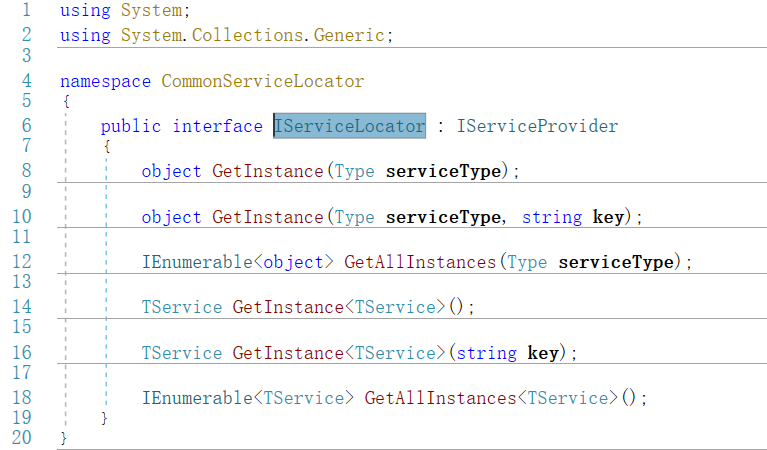 1 using System;
2 using System.Collections.Generic;
3
4 namespace CommonServiceLocator
5 {
6 public interface IServiceLocator : IServiceProvider
7 {
8 object GetInstance(Type serviceType);
9
10 object GetInstance(Type serviceType, string key);
11
12 IEnumerable<object> GetAllInstances(Type serviceType);
13
14 TService GetInstance<TService>();
15
16 TService GetInstance<TService>(string key);
17
18 IEnumerable<TService> GetAllInstances<TService>();
19 }
20 }